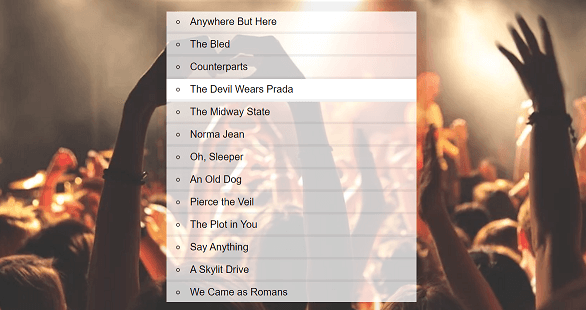 Anywhere But Here
The Bled
Counterparts
The Devil Wears Prada
The Midway State
Norma Jean
Oh, Sleeper
An Old Dog
Pierce the Veil
The Plot in You
Say Anything
A Skylit Drive
We Came as Romans